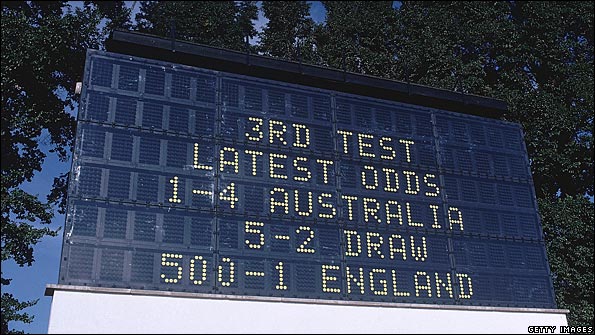 3RD TEST
LATEST ODDS
1-4 AUSTRALIA
5-2 DRAW
500-1 ENGLAND
GETTY IMAGES